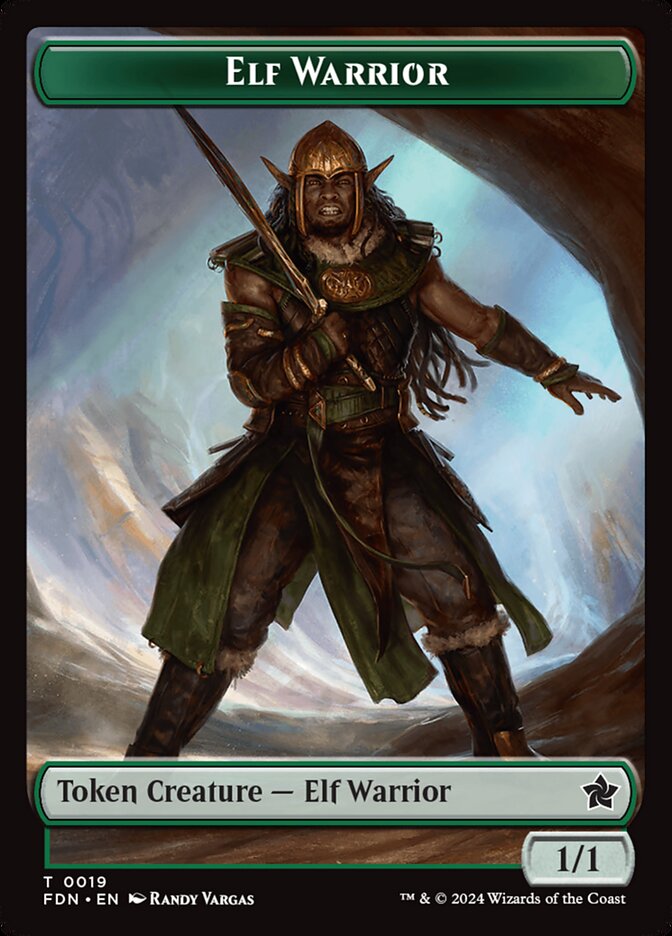 Elf Warrior
Token Creature — Elf Warrior
1/1
T 0019
FDN • EN Randy Vargas
™ & © 2024 Wizards of the Coast